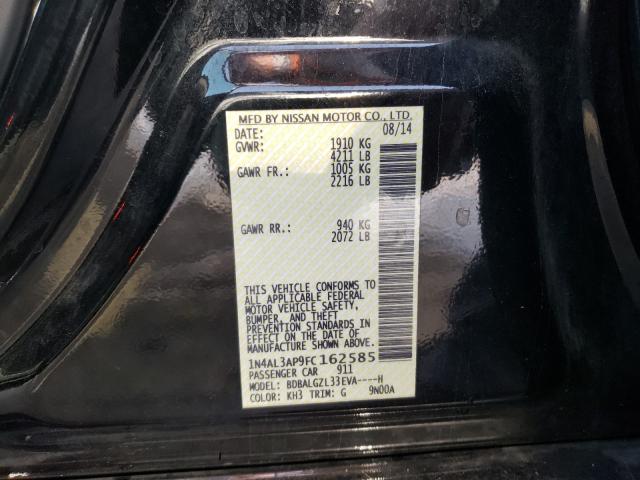 MFD BY NISSAN MOTOR CO., LTD.
DATE: 08/14
GVWR: 1910 KG
4211 LB
GAWR FR.: 1005 KG
2216 LB
GAWR RR.: 940 KG
2072 LB
THIS VEHICLE CONFORMS TO
ALL APPLICABLE FEDERAL
MOTOR VEHICLE SAFETY,
BUMPER, AND THEFT
PREVENTION STANDARDS IN
EFFECT ON THE DATE OF
MANUFACTURE SHOWN ABOVE.
1N4AL3AP9FC162585
PASSENGER CAR 911
MODEL: BDBALGZL33EVA----H
COLOR: KH3 TRIM: G 9N00A